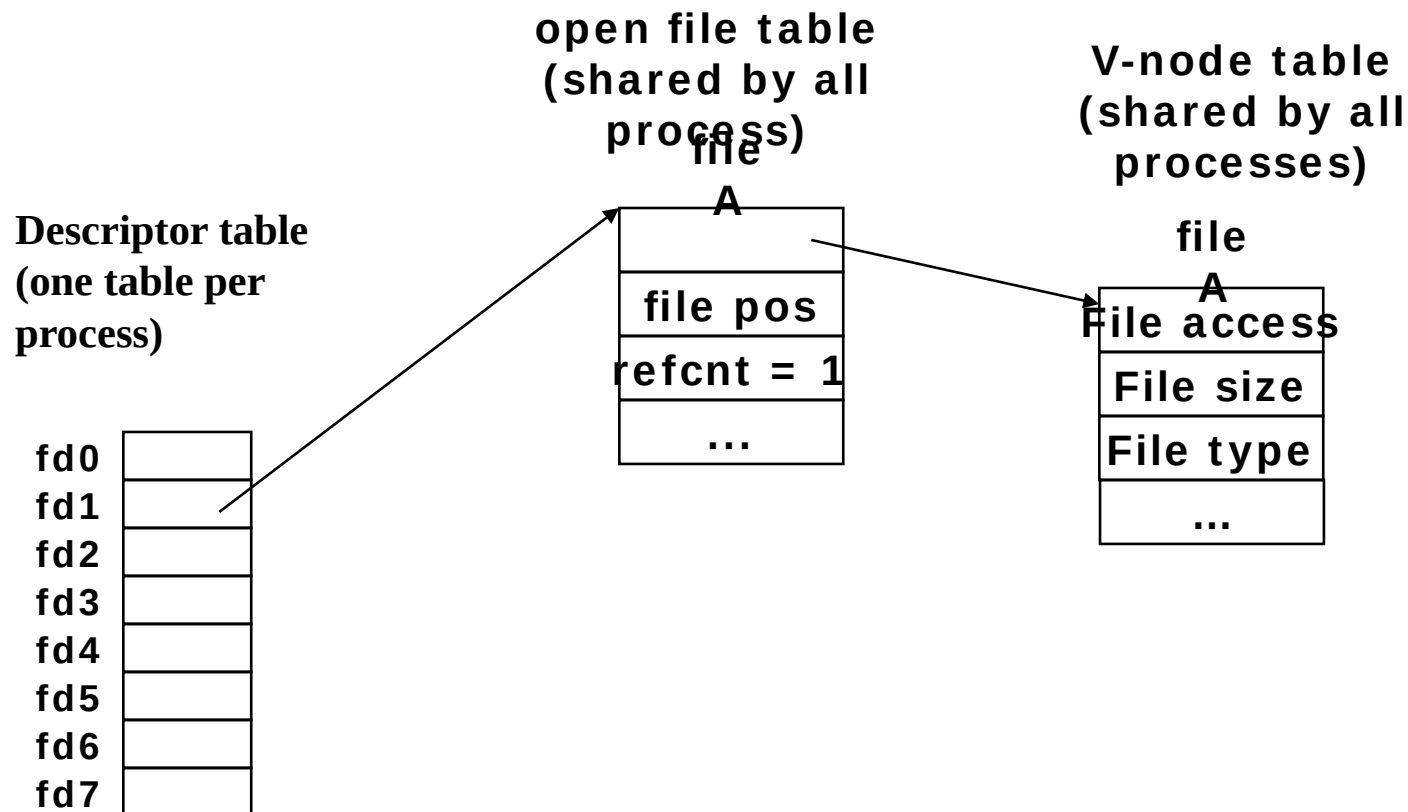 open file table
(shared by all
process)
file
A
file pos
refcnt = 1
...
V-node table
(shared by all
processes)
file
A
File access
File size
File type
...
Descriptor table
(one table per
process)
fd0
fd1
fd2
fd3
fd4
fd5
fd6
fd7